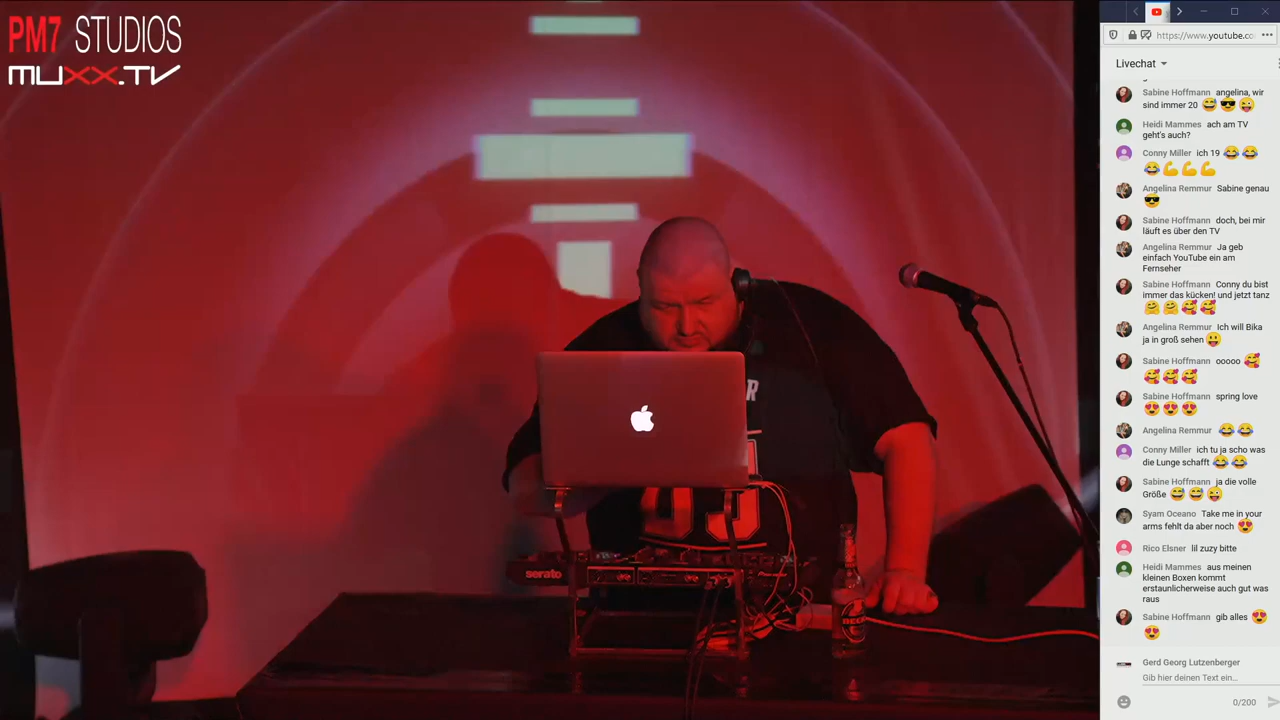 PM7 STUDIOS
MUXX.TV
serato
BECK
https://www.youtube.co
Livechat
Sabine Hoffmann angelina, wir
sind immer 20 😅😎😜
Heidi Mammes ach am TV
geht's auch?
Conny Miller ich 19 😂😂
😂💪💪💪
Angelina Remmur Sabine genau
😎
Sabine Hoffmann doch, bei mir
läuft es über den TV
Angelina Remmur Ja geb
einfach YouTube ein am
Fernseher
Sabine Hoffmann Conny du bist
immer das kücken! und jetzt tanz
🤗🤗🥰🥰
Angelina Remmur Ich will Bika
ja in groß sehen 😛
Sabine Hoffmann ooooo 🥰
🥰🥰🥰
Sabine Hoffmann spring love
😍😍😍
Angelina Remmur 😂😂
Conny Miller ich tu ja scho was
die Lunge schafft 😂😂
Sabine Hoffmann ja die volle
Größe 😅😅😜
Syam Oceano Take me in your
arms fehlt da aber noch 😍
Rico Elsner lil zuzy bitte
Heidi Mammes aus meinen
kleinen Boxen kommt
erstaunlicherweise auch gut was
raus
Sabine Hoffmann gib alles 😍
😍
Gerd Georg Lutzenberger
Gib hier deinen Text ein...
0/200